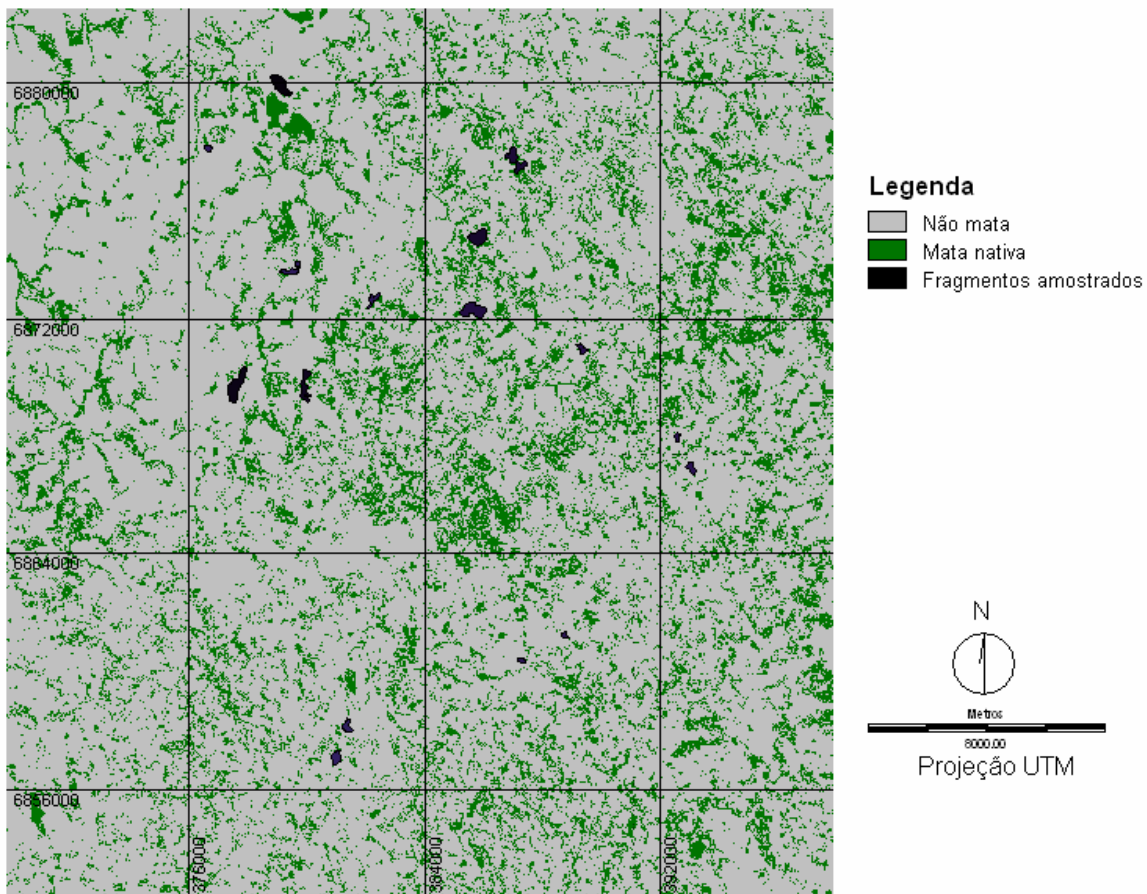 6880000
6872000
6864000
6856000
376000
384000
392000
Legenda
Não mata
Mata nativa
Fragmentos amostrados
N
Metros
8000.00
Projeção UTM